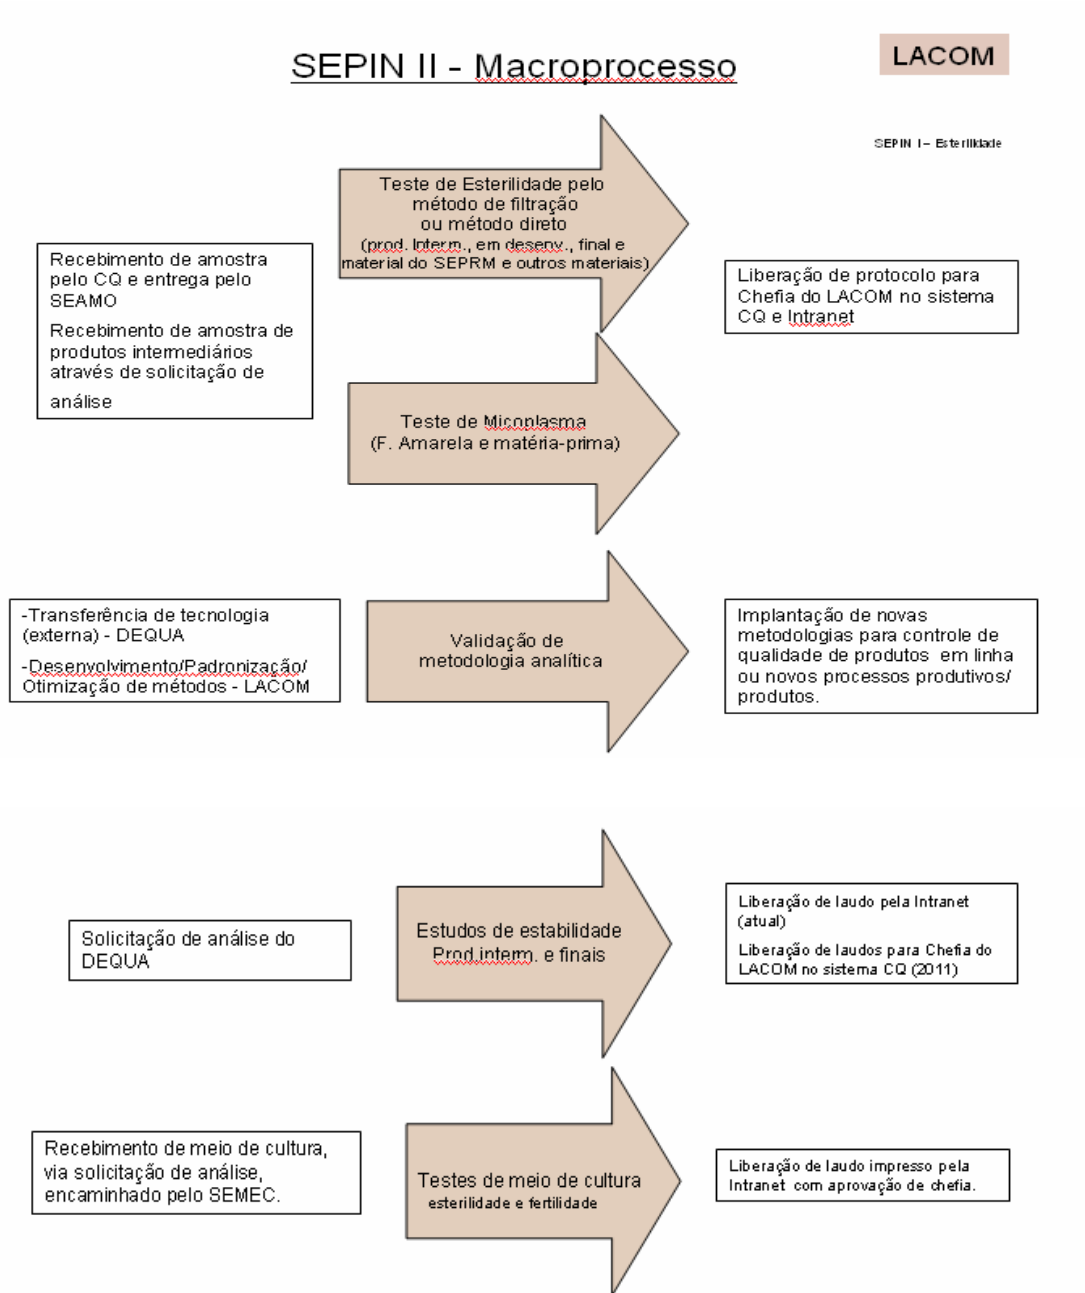 SEPIN II - Macroprocesso
LACOM
SEPIN I – Esterilidade
Recebimento de amostra
pelo CQ e entrega pelo
SEAMO
Recebimento de amostra de
produtos intermediários
através de solicitação de
análise
Teste de Esterilidade pelo
método de filtração
ou método direto
(prod. Interm., em desenv., final e
material do SEPRM e outros materiais)
Liberação de protocolo para
Chefia do LACOM no sistema
CQ e Intranet
Teste de Micoplasma
(F. Amarela e matéria-prima)
-Transferência de tecnologia
(externa) - DEQUA
-Desenvolvimento/Padronização/
Otimização de métodos - LACOM
Validação de
metodologia analítica
Implantação de novas
metodologias para controle de
qualidade de produtos em linha
ou novos processos produtivos/
produtos.
Solicitação de análise do
DEQUA
Estudos de estabilidade
Prod.interm. e finais
Liberação de laudo pela Intranet
(atual)
Liberação de laudos para Chefia do
LACOM no sistema CQ (2011)
Recebimento de meio de cultura,
via solicitação de análise,
encaminhado pelo SEMEC.
Testes de meio de cultura
esterilidade e fertilidade
Liberação de laudo impresso pela
Intranet com aprovação de chefia.